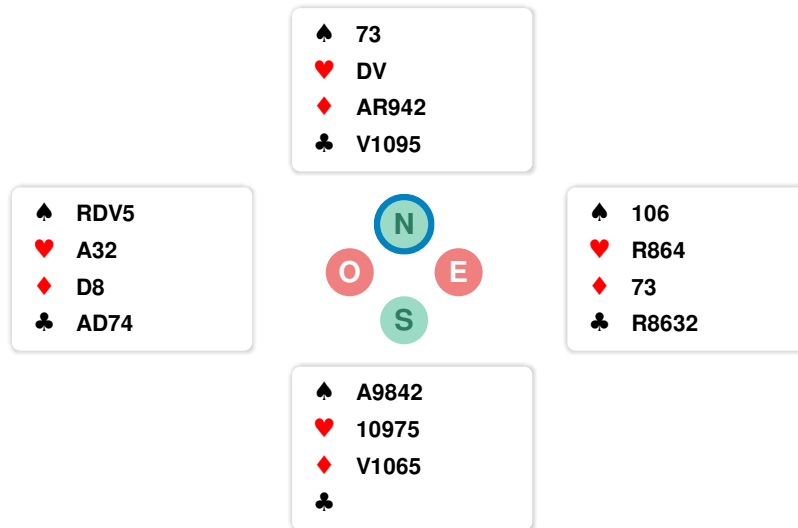 ♠ 73
♥ DV
♦ AR942
♣ V1095
♠ RDV5
♥ A32
♦ D8
♣ AD74
N
O
E
S
♠ 106
♥ R864
♦ 73
♣ R8632
♠ A9842
♥ 10975
♦ V1065
♣